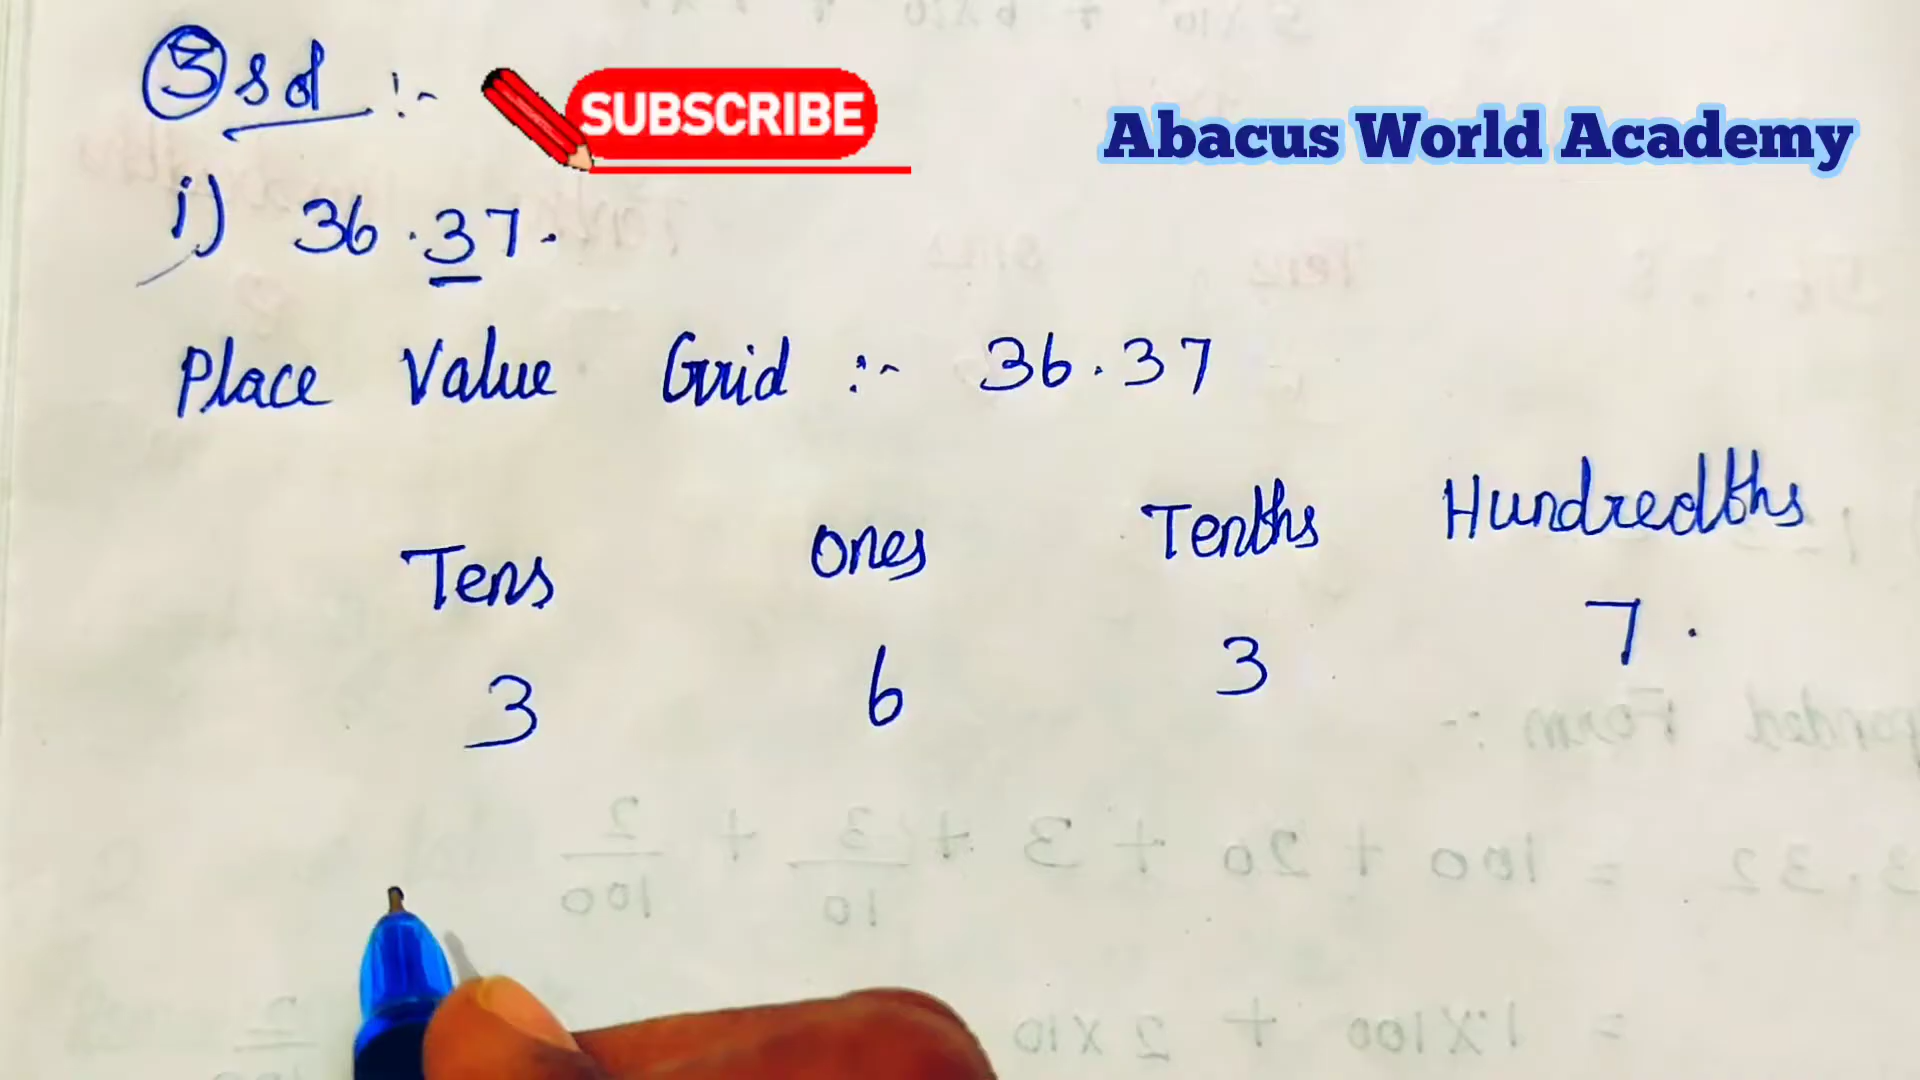 3 sol :-
SUBSCRIBE
Abacus World Academy
i) 36.37.
Place Value Grid :- 36.37
Tens Ones Tenths Hundredths
3 6 3 7.